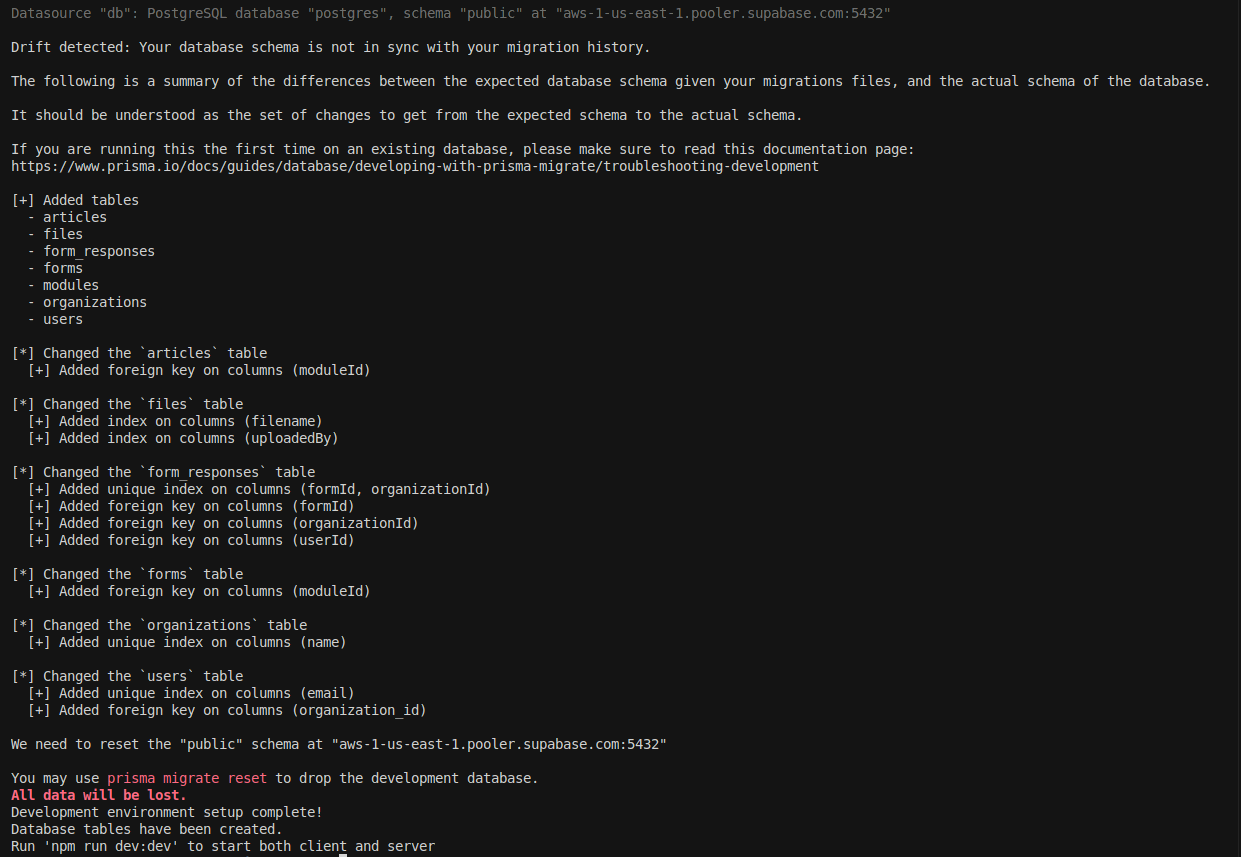 Datasource "db": PostgreSQL database "postgres", schema "public" at "aws-1-us-east-1.pooler.supabase.com:5432"
Drift detected: Your database schema is not in sync with your migration history.
The following is a summary of the differences between the expected database schema given your migrations files, and the actual schema of the database.
It should be understood as the set of changes to get from the expected schema to the actual schema.
If you are running this the first time on an existing database, please make sure to read this documentation page:
https://www.prisma.io/docs/guides/database/developing-with-prisma-migrate/troubleshooting-development
[+] Added tables
  - articles
  - files
  - form_responses
  - forms
  - modules
  - organizations
  - users
[*] Changed the `articles` table
  [+] Added foreign key on columns (moduleId)
[*] Changed the `files` table
  [+] Added index on columns (filename)
  [+] Added index on columns (uploadedBy)
[*] Changed the `form_responses` table
  [+] Added unique index on columns (formId, organizationId)
  [+] Added foreign key on columns (formId)
  [+] Added foreign key on columns (organizationId)
  [+] Added foreign key on columns (userId)
[*] Changed the `forms` table
  [+] Added foreign key on columns (moduleId)
[*] Changed the `organizations` table
  [+] Added unique index on columns (name)
[*] Changed the `users` table
  [+] Added unique index on columns (email)
  [+] Added foreign key on columns (organization_id)
We need to reset the "public" schema at "aws-1-us-east-1.pooler.supabase.com:5432"
You may use prisma migrate reset to drop the development database.
All data will be lost.
Development environment setup complete!
Database tables have been created.
Run 'npm run dev:dev' to start both client and server